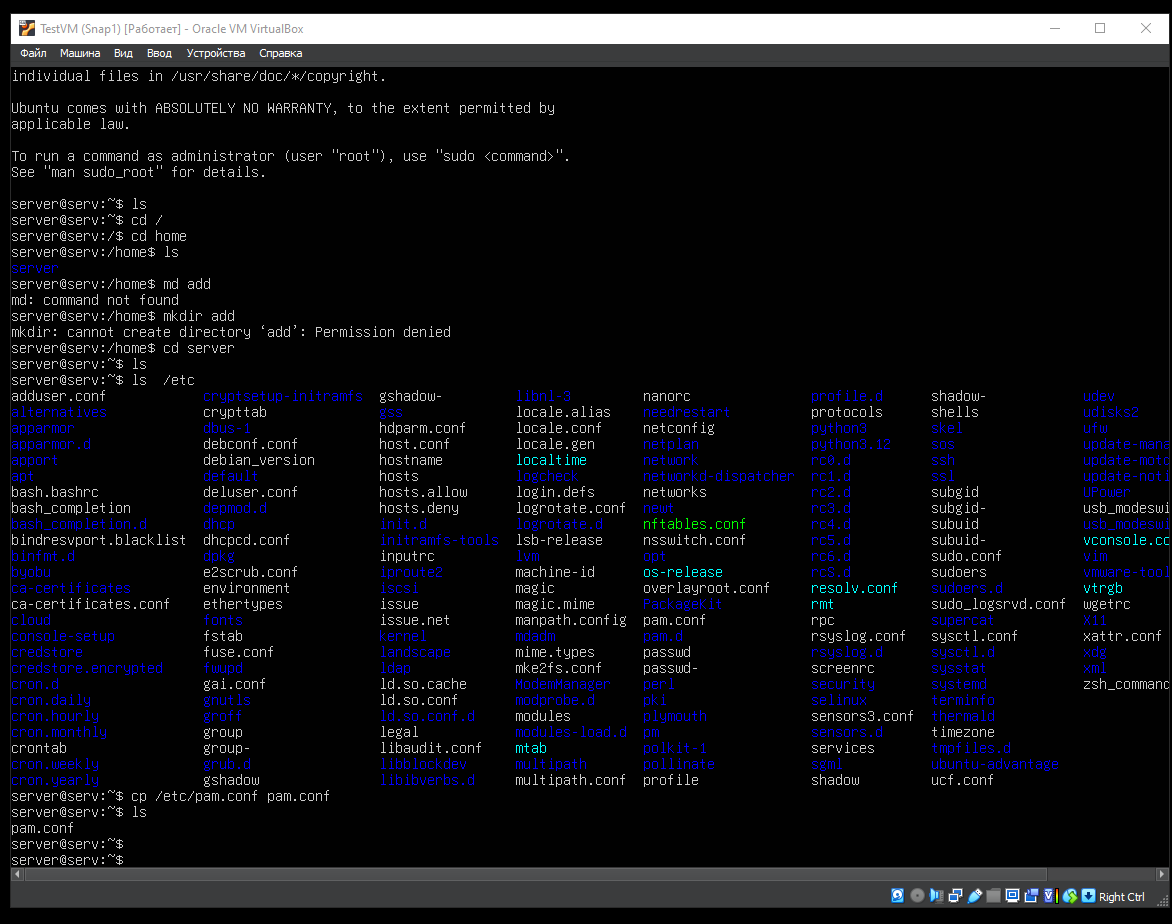 TestVM (Snap1) [Работает] - Oracle VM VirtualBox
Файл Машина Вид Ввод Устройства Справка
individual files in /usr/share/doc/*/copyright.
Ubuntu comes with ABSOLUTELY NO WARRANTY, to the extent permitted by
applicable law.
To run a command as administrator (user "root"), use "sudo <command>".
See "man sudo_root" for details.
server@serv:~$ ls
server@serv:~$ cd /
server@serv:/$ cd home
server@serv:/home$ ls
server
server@serv:/home$ md add
md: command not found
server@serv:/home$ mkdir add
mkdir: cannot create directory ‘add’: Permission denied
server@serv:/home$ cd server
server@serv:~$ ls
server@serv:~$ ls  /etc
adduser.conf cryptsetup-initramfs gshadow- libnl-3 nanorc profile.d shadow- udev
alternatives crypttab gss locale.alias needrestart protocols shells udisks2
apparmor dbus-1 hdparm.conf locale.conf netconfig python3 skel ufw
apparmor.d debconf.conf host.conf locale.gen netplan python3.12 sos update-mana
apport debian_version hostname localtime network rc0.d ssh update-motd
apt default hosts logcheck networkd-dispatcher rc1.d ssl update-noti
bash.bashrc deluser.conf hosts.allow login.defs networks rc2.d subgid UPower
bash_completion depmod.d hosts.deny logrotate.conf newt rc3.d subgid- usb_modeswi
bash_completion.d dhcp init.d logrotate.d nftables.conf rc4.d subuid usb_modeswi
bindresvport.blacklist dhcpcd.conf initramfs-tools lsb-release nsswitch.conf rc5.d subuid- vconsole.co
binfmt.d dpkg inputrc lvm opt rc6.d sudo.conf vim
byobu e2scrub.conf iproute2 machine-id os-release rcS.d sudoers vmware-tool
ca-certificates environment iscsi magic overlayroot.conf resolv.conf sudoers.d vtrgb
ca-certificates.conf ethertypes issue magic.mime PackageKit rmt sudo_logsrvd.conf wgetrc
cloud fonts issue.net manpath.config pam.conf rpc supercat X11
console-setup fstab kernel mdadm pam.d rsyslog.conf sysctl.conf xattr.conf
credstore fuse.conf landscape mime.types passwd rsyslog.d sysctl.d xdg
credstore.encrypted fwupd ldap mke2fs.conf passwd- screenrc sysstat xml
cron.d gai.conf ld.so.cache ModemManager perl security systemd zsh_command
cron.daily gnutls ld.so.conf modprobe.d pki selinux terminfo
cron.hourly groff ld.so.conf.d modules plymouth sensors3.conf thermald
cron.monthly group legal modules-load.d pm sensors.d timezone
crontab group- libaudit.conf mtab polkit-1 services tmpfiles.d
cron.weekly grub.d libblockdev multipath pollinate sgml ubuntu-advantage
cron.yearly gshadow libibverbs.d multipath.conf profile shadow ucf.conf
server@serv:~$ cp /etc/pam.conf pam.conf
server@serv:~$ ls
pam.conf
server@serv:~$
server@serv:~$
Right Ctrl